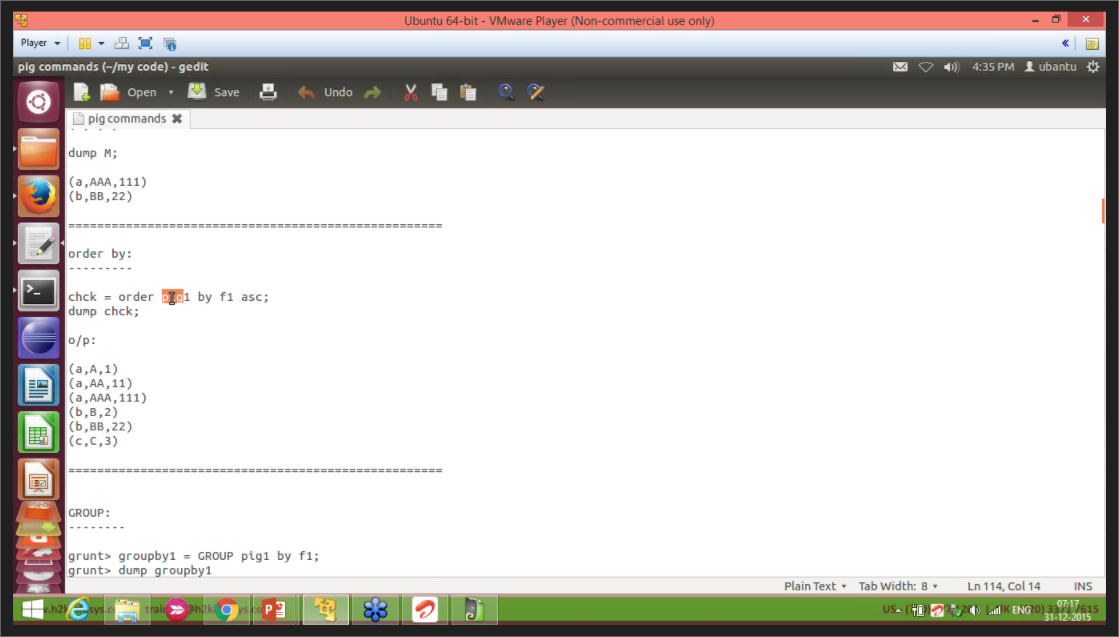 Ubuntu 64-bit - VMware Player (Non-commercial use only)
Player
pig commands (~/my code) - gedit
4:35 PM ubantu
Open Save Undo
pig commands
dump M;
(a,AAA,111)
(b,BB,22)
====================================================
order by:
---------
chck = order pig1 by f1 asc;
dump chck;
o/p:
(a,A,1)
(a,AA,11)
(a,AAA,111)
(b,B,2)
(b,BB,22)
(c,C,3)
====================================================
GROUP:
--------
grunt> groupby1 = GROUP pig1 by f1;
grunt> dump groupby1
Plain Text Tab Width: 8 Ln 114, Col 14 INS
ENG
07:17
31-12-2015